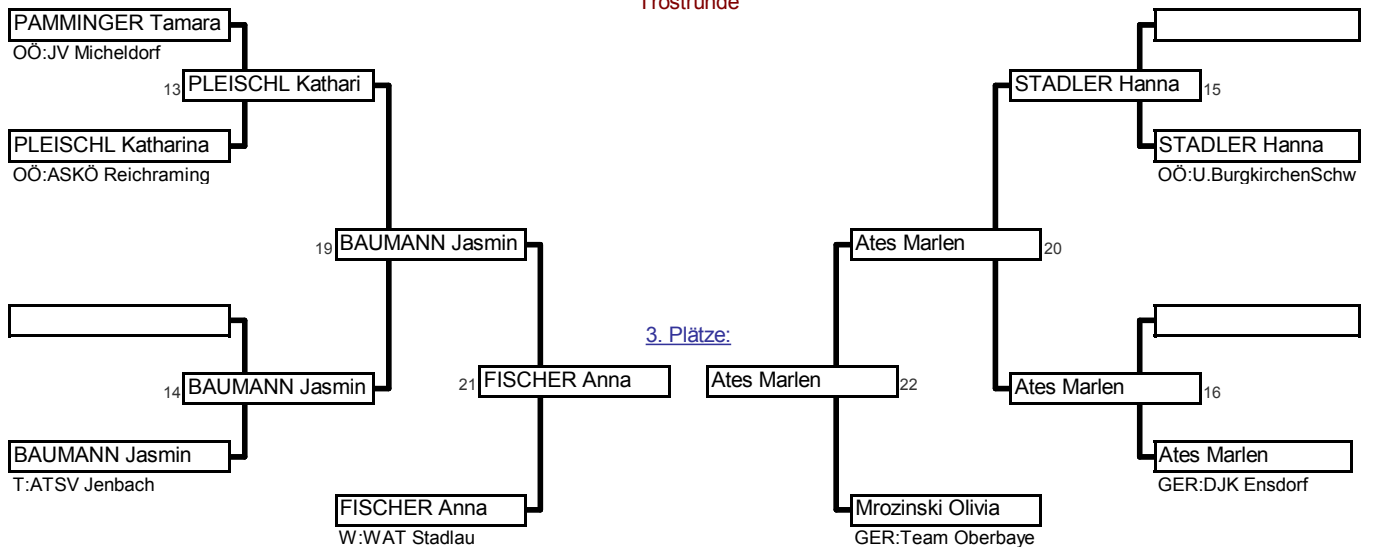 Trostrunde
PAMMINGER Tamara
OÖ:JV Micheldorf
13 PLEISCHL Kathari
STADLER Hanna 15
PLEISCHL Katharina
OÖ:ASKÖ Reichraming
STADLER Hanna
OÖ:U.BurgkirchenSchw
19 BAUMANN Jasmin
Ates Marlen 20
3. Plätze:
14 BAUMANN Jasmin
21 FISCHER Anna
Ates Marlen 22
Ates Marlen 16
BAUMANN Jasmin
T:ATSV Jenbach
Ates Marlen
GER:DJK Ensdorf
FISCHER Anna
W:WAT Stadlau
Mrozinski Olivia
GER:Team Oberbaye